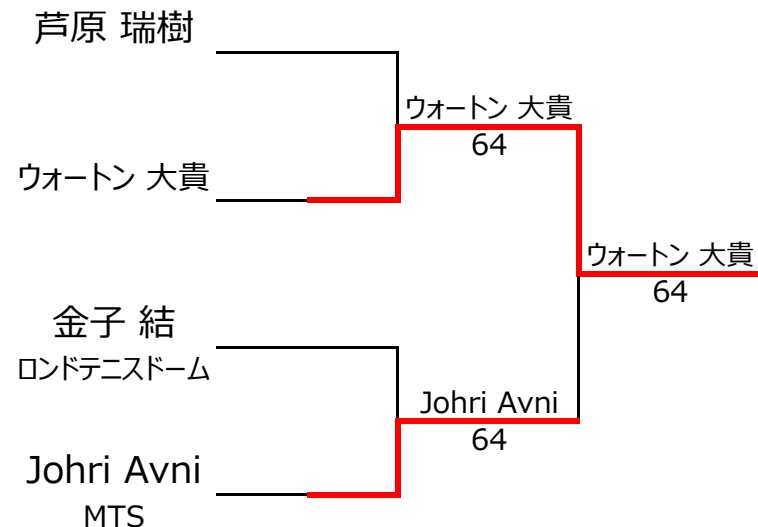 芦原 瑞樹
ウォートン 大貴
64
ウォートン 大貴
ウォートン 大貴
64
金子 結
ロンドテニスドーム
Johri Avni
64
Johri Avni
MTS